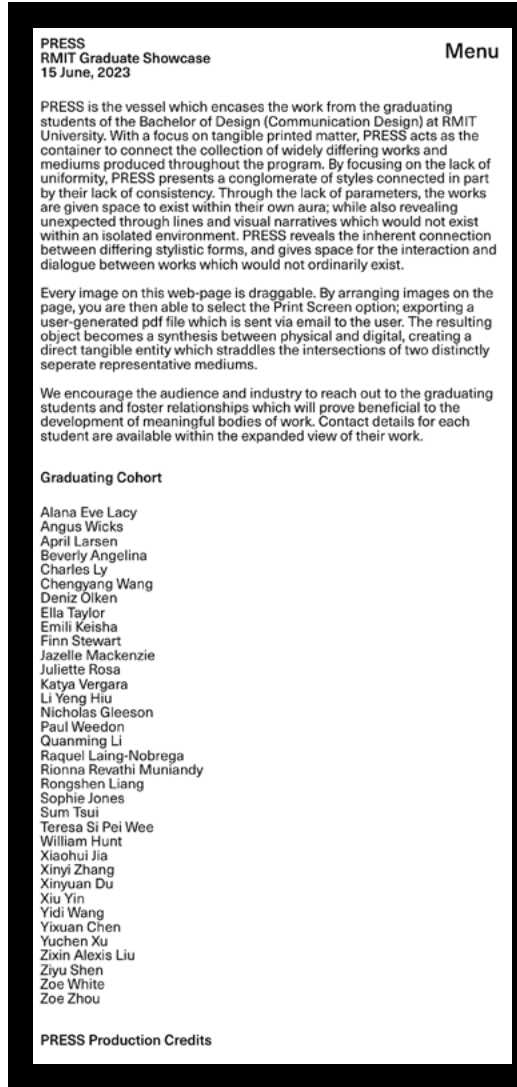 PRESS
RMIT Graduate Showcase
15 June, 2023
Menu
PRESS is the vessel which encases the work from the graduating
students of the Bachelor of Design (Communication Design) at RMIT
University. With a focus on tangible printed matter, PRESS acts as the
container to connect the collection of widely differing works and
mediums produced throughout the program. By focusing on the lack of
uniformity, PRESS presents a conglomerate of styles connected in part
by their lack of consistency. Through the lack of parameters, the works
are given space to exist within their own aura; while also revealing
unexpected through lines and visual narratives which would not exist
within an isolated environment. PRESS reveals the inherent connection
between differing stylistic forms, and gives space for the interaction and
dialogue between works which would not ordinarily exist.
Every image on this web-page is draggable. By arranging images on the
page, you are then able to select the Print Screen option; exporting a
user-generated pdf file which is sent via email to the user. The resulting
object becomes a synthesis between physical and digital, creating a
direct tangible entity which straddles the intersections of two distinctly
seperate representative mediums.
We encourage the audience and industry to reach out to the graduating
students and foster relationships which will prove beneficial to the
development of meaningful bodies of work. Contact details for each
student are available within the expanded view of their work.
Graduating Cohort
Alana Eve Lacy
Angus Wicks
April Larsen
Beverly Angelina
Charles Ly
Chengyang Wang
Deniz Olken
Ella Taylor
Emili Keisha
Finn Stewart
Jazelle Mackenzie
Juliette Rosa
Katya Vergara
Li Yeng Hiu
Nicholas Gleeson
Paul Weedon
Quanming Li
Raquel Laing-Nobrega
Rionna Revathi Muniandy
Rongshen Liang
Sophie Jones
Sum Tsui
Teresa Si Pei Wee
William Hunt
Xiaohui Jia
Xinyi Zhang
Xinyuan Du
Xiu Yin
Yidi Wang
Yixuan Chen
Yuchen Xu
Zixin Alexis Liu
Ziyu Shen
Zoe White
Zoe Zhou
PRESS Production Credits